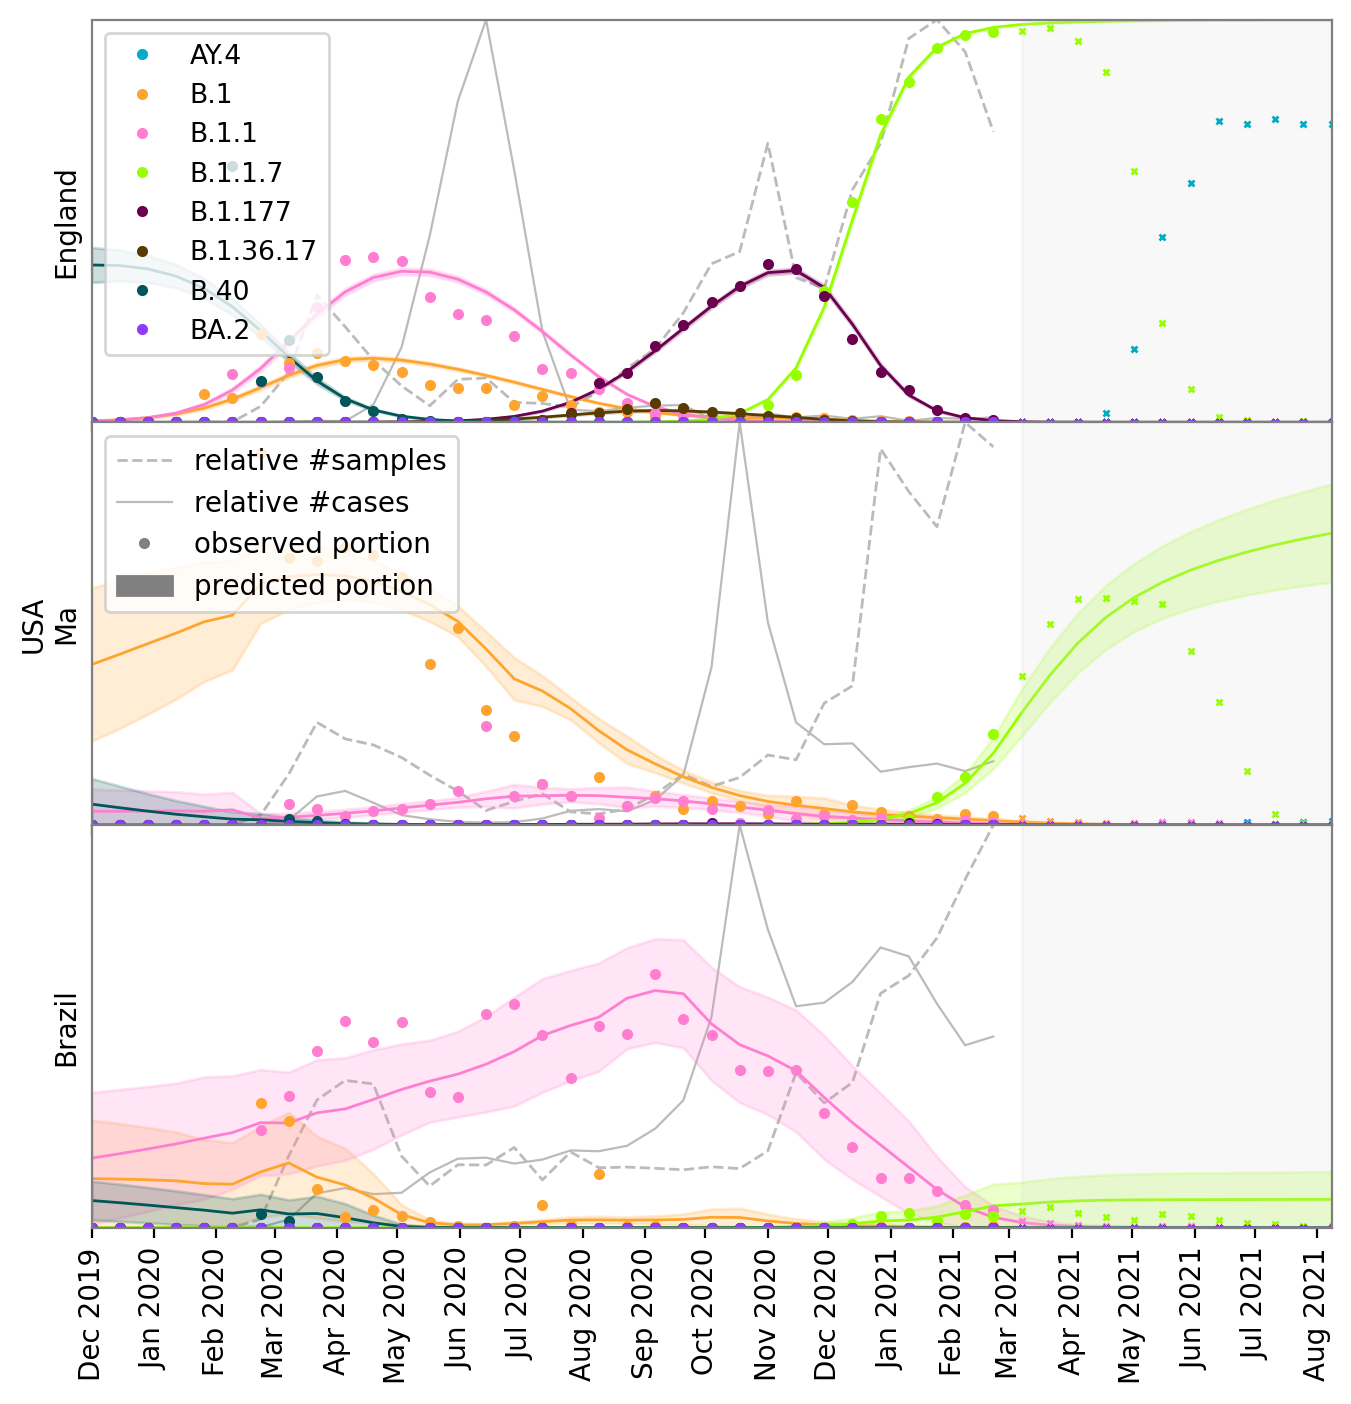 England
AY.4
B.1
B.1.1
B.1.1.7
B.1.177
B.1.36.17
B.40
BA.2
USA
Ma
relative #samples
relative #cases
observed portion
predicted portion
Brazil
Dec 2019
Jan 2020
Feb 2020
Mar 2020
Apr 2020
May 2020
Jun 2020
Jul 2020
Aug 2020
Sep 2020
Oct 2020
Nov 2020
Dec 2020
Jan 2021
Feb 2021
Mar 2021
Apr 2021
May 2021
Jun 2021
Jul 2021
Aug 2021